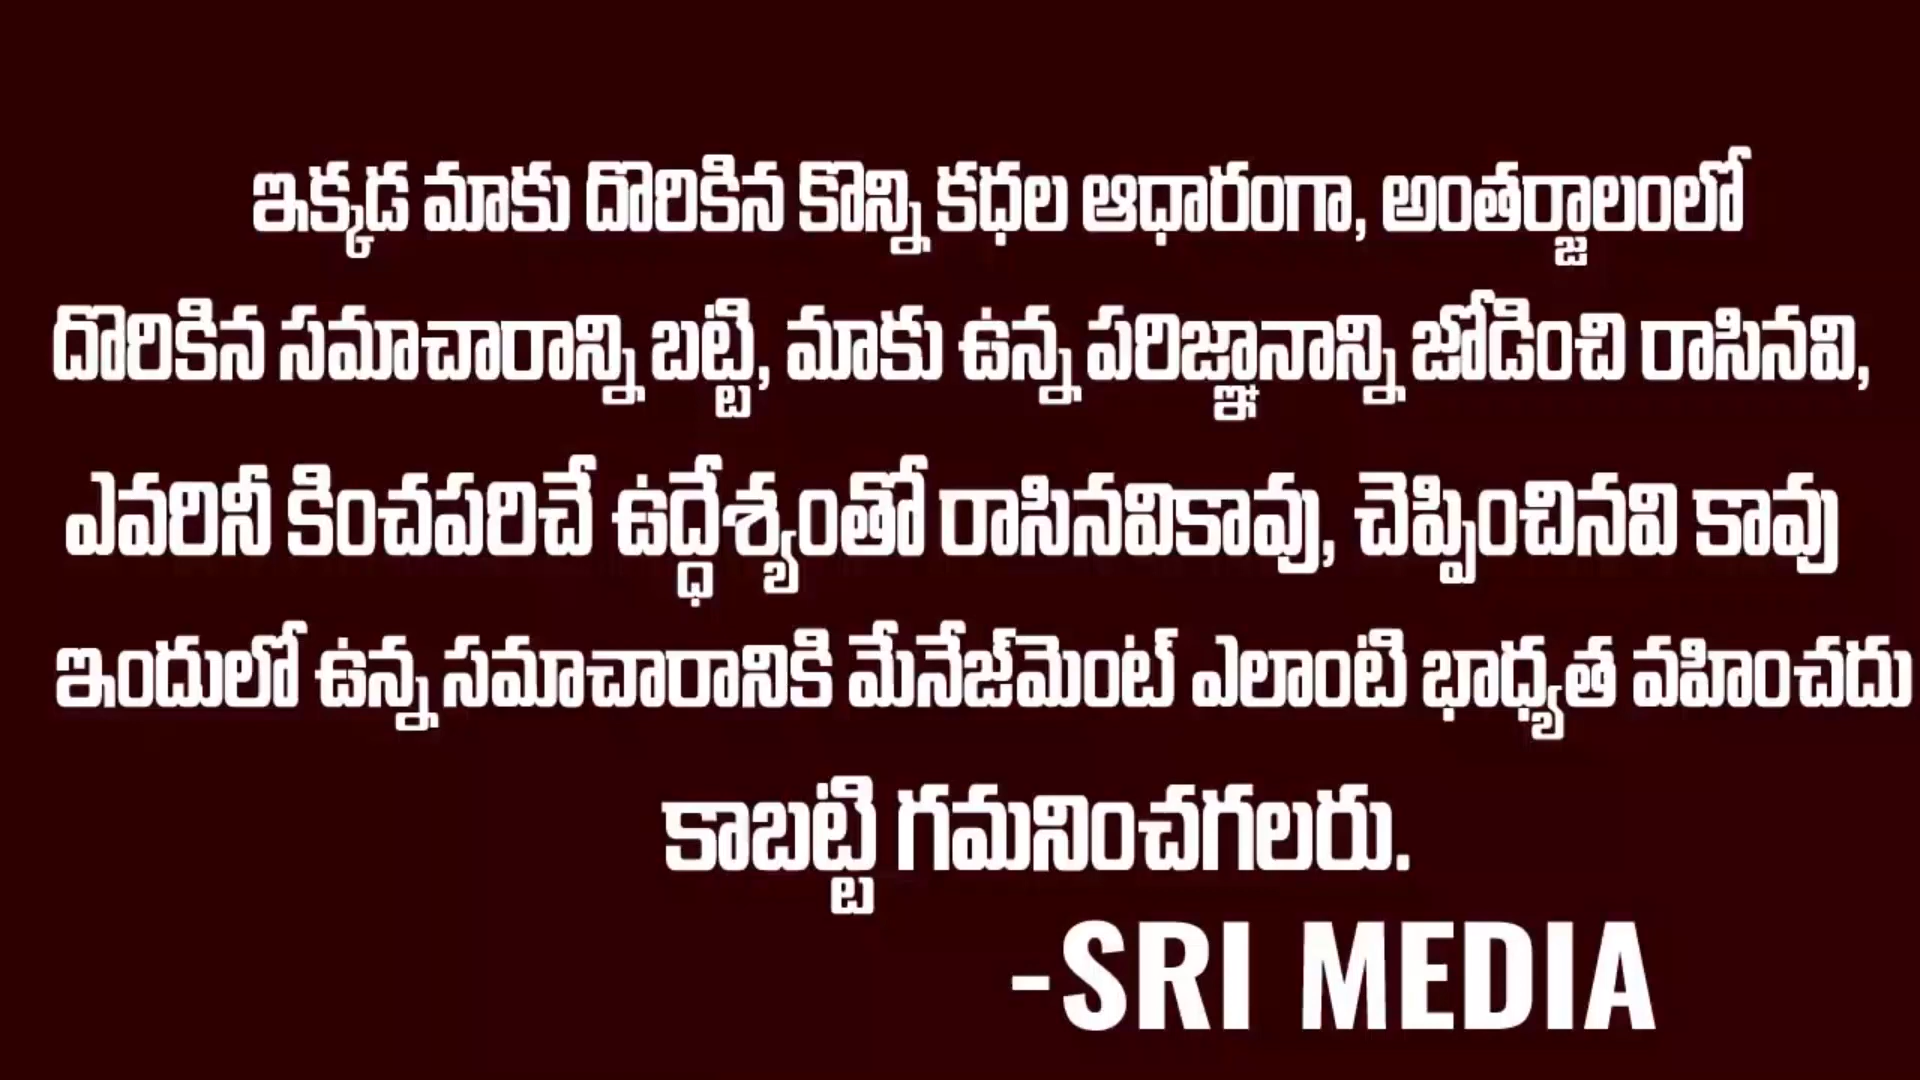 ఇక్కడ మాకు దొరికిన కొన్ని కధల ఆధారంగా, అంతర్జాలంలో
దొరికిన సమాచారాన్ని బట్టి, మాకు ఉన్న పరిజ్ఞానాన్ని జోడించి రాసినవి,
ఎవరినీ కించపరిచే ఉద్ధేశ్యంతో రాసినవికావు, చెప్పించినవి కావు
ఇందులో ఉన్న సమాచారానికి మేనేజ్‌మెంట్ ఎలాంటి భాధ్యత వహించదు
కాబట్టి గమనించగలరు.
-SRI MEDIA